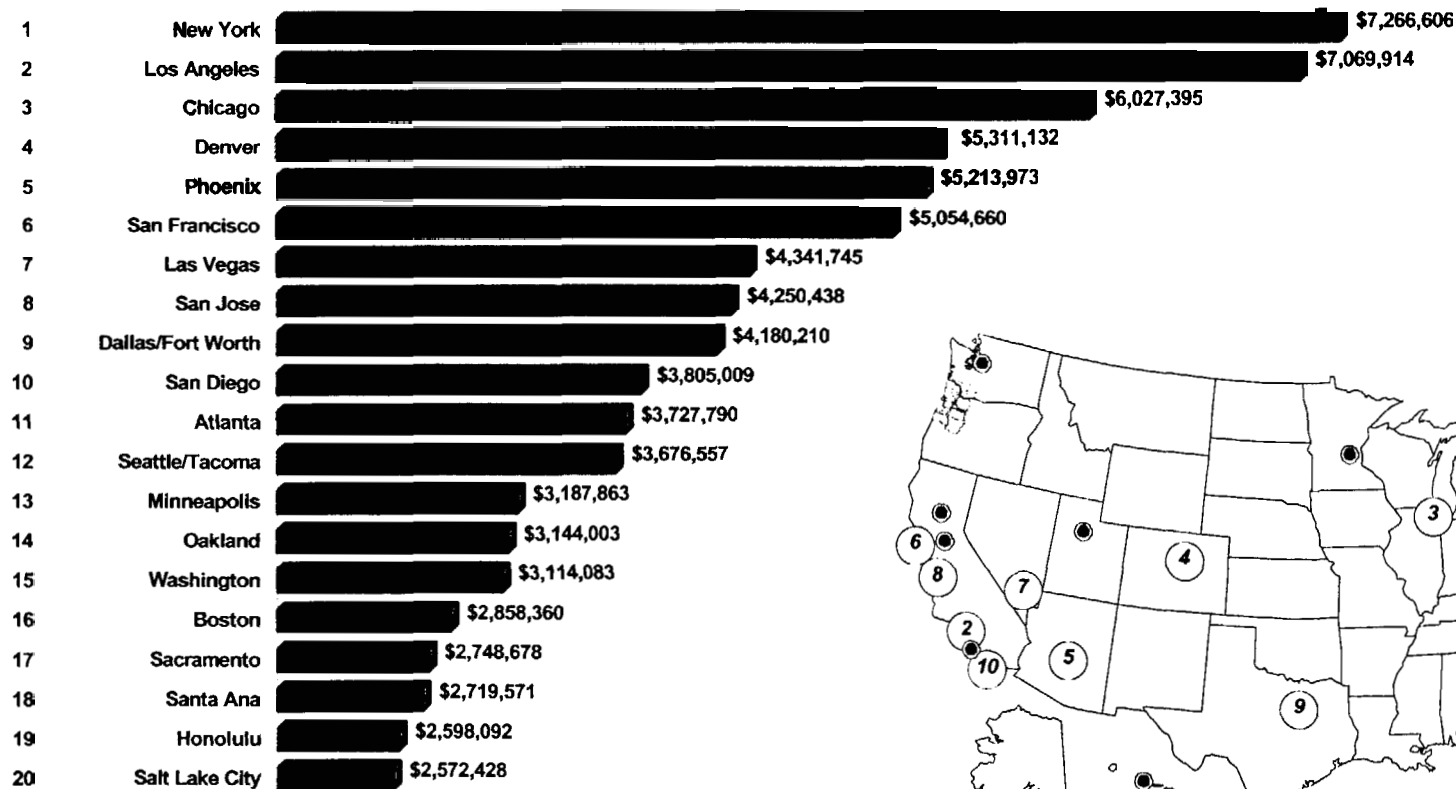 1 New York $7,266,606
2 Los Angeles $7,069,914
3 Chicago $6,027,395
4 Denver $5,311,132
5 Phoenix $5,213,973
6 San Francisco $5,054,660
7 Las Vegas $4,341,745
8 San Jose $4,250,438
9 Dallas/Fort Worth $4,180,210
10 San Diego $3,805,009
11 Atlanta $3,727,790
12 Seattle/Tacoma $3,676,557
13 Minneapolis $3,187,863
14 Oakland $3,144,003
15 Washington $3,114,083
16 Boston $2,858,360
17 Sacramento $2,748,678
18 Santa Ana $2,719,571
19 Honolulu $2,598,092
20 Salt Lake City $2,572,428
3
6
4
8
7
2
5
10
9